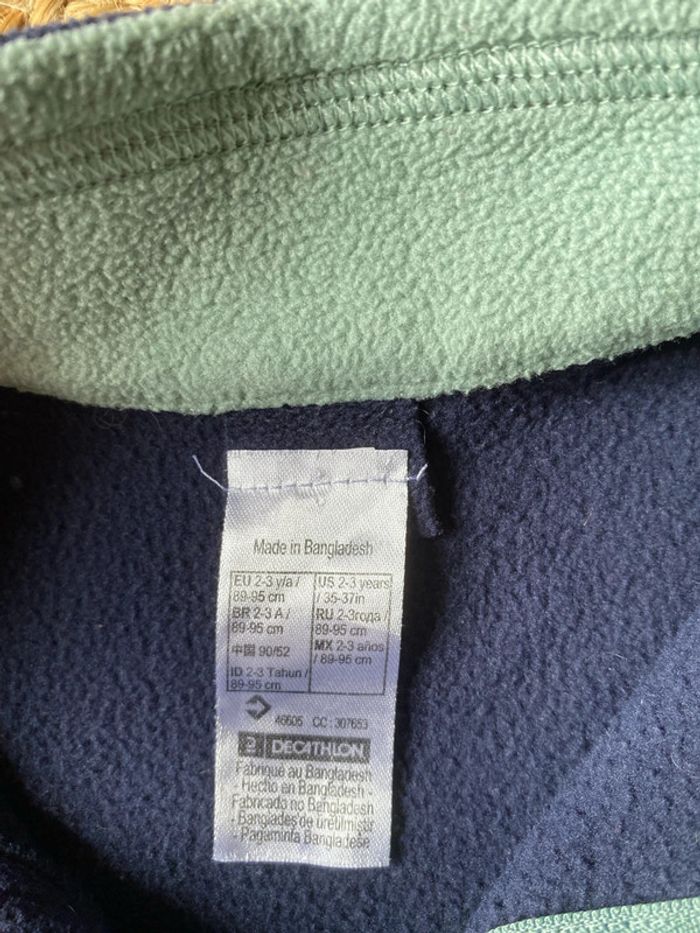 Made in Bangladesh
EU 2-3 y/a /
89-95 cm
BR 2-3 A /
89-95 cm
中国 90/52
ID 2-3 Tahun /
89-95 cm
US 2-3 years
/ 35-37in
RU 2-3года /
89-95 cm
MX 2-3 años
/ 89-95 cm
46605 CC : 307653
2 DECATHLON
Fabriqué au Bangladesh
- Hecho en Bangladesh -
Fabricado no Bangladesh
- Banglades'de üretilmiştir
- Pagaminta Bangladeše